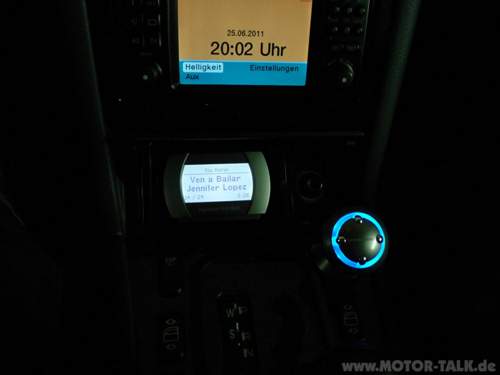 25.06.2011
20:02 Uhr
Helligkeit Einstellungen
Aux
Ven a Bailar
Jennifer Lopez
W
S
N
www.MOTOR-TALK.de